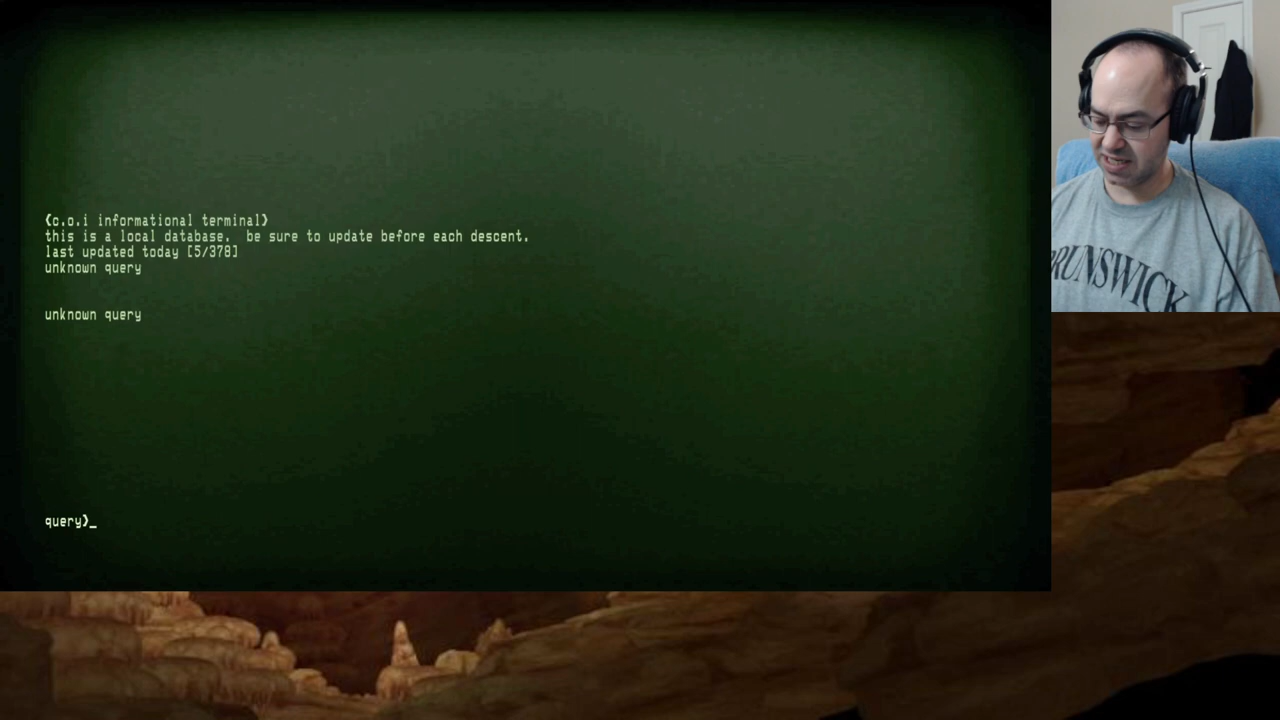 <c.o.i informational terminal>
this is a local database.  be sure to update before each descent.
last updated today [5/378]
unknown query
unknown query
query>_
BRUNSWICK